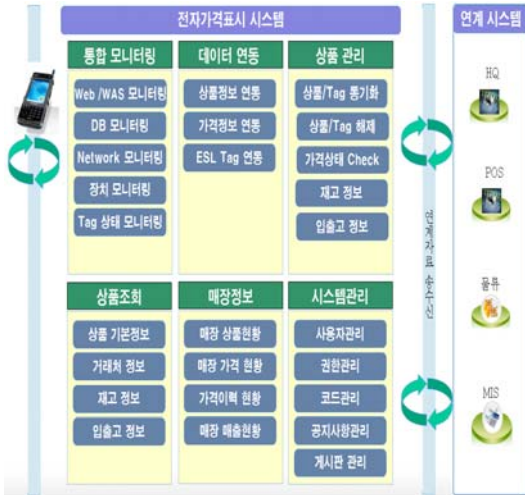 전자가격표시 시스템
통합 모니터링
Web /WAS 모니터링
DB 모니터링
Network 모니터링
장치 모니터링
Tag 상태 모니터링
데이터 연동
상품정보 연동
가격정보 연동
ESL Tag 연동
상품 관리
상품/Tag 동기화
상품/Tag 해제
가격상태 Check
재고 정보
입출고 정보
상품조회
상품 기본정보
거래처 정보
재고 정보
입출고 정보
매장정보
매장 상품현황
매장 가격 현황
가격이력 현황
매장 매출현황
시스템관리
사용자관리
권한관리
코드관리
공지사항관리
게시판 관리
연계자료 송수신
연계 시스템
HQ
POS
물류
MIS